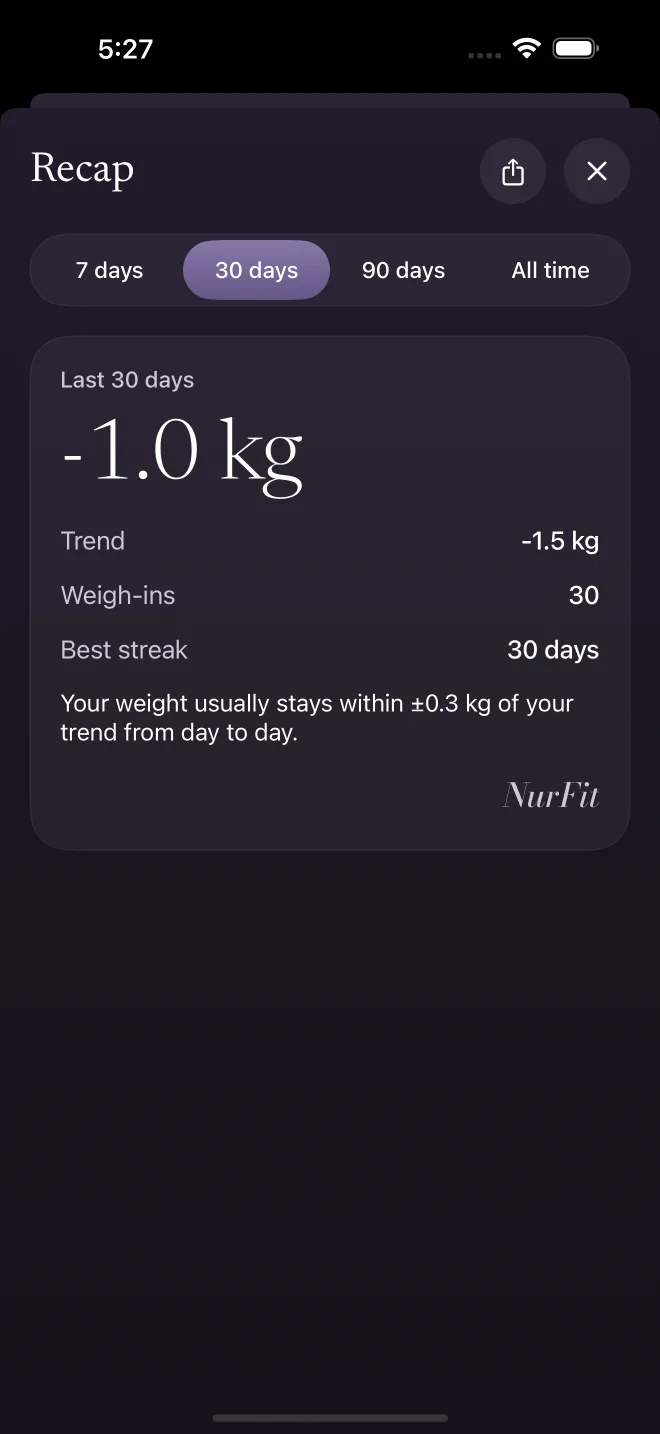 5:27
Recap
7 days
30 days
90 days
All time
Last 30 days
-1.0 kg
Trend
-1.5 kg
Weigh-ins
30
Best streak
30 days
Your weight usually stays within ±0.3 kg of your
trend from day to day.
NurFit